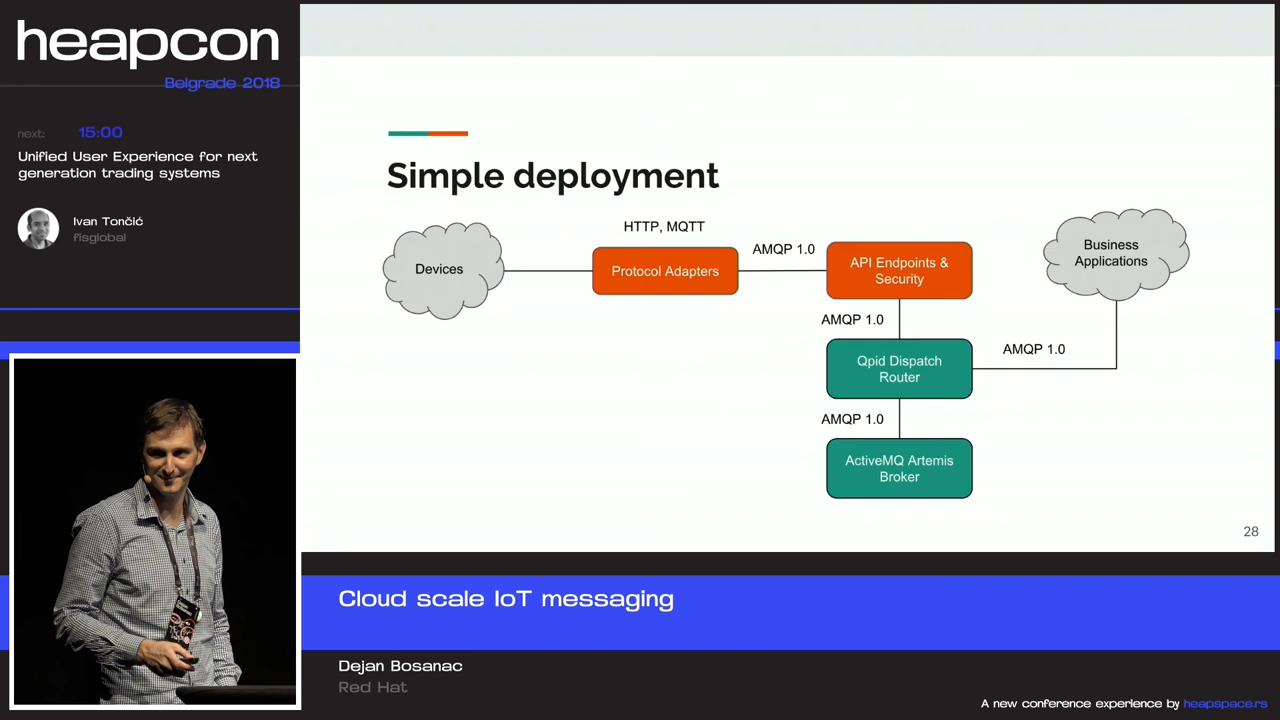 heapcon
Belgrade 2018
next: 15:00
Unified User Experience for next
generation trading systems
Ivan Tončić
fisglobal
Simple deployment
HTTP, MQTT
Devices
Protocol Adapters
AMQP 1.0
API Endpoints &
Security
Business
Applications
AMQP 1.0
Qpid Dispatch
Router
AMQP 1.0
AMQP 1.0
ActiveMQ Artemis
Broker
28
Cloud scale IoT messaging
Dejan Bosanac
Red Hat
A new conference experience by heapspace.rs